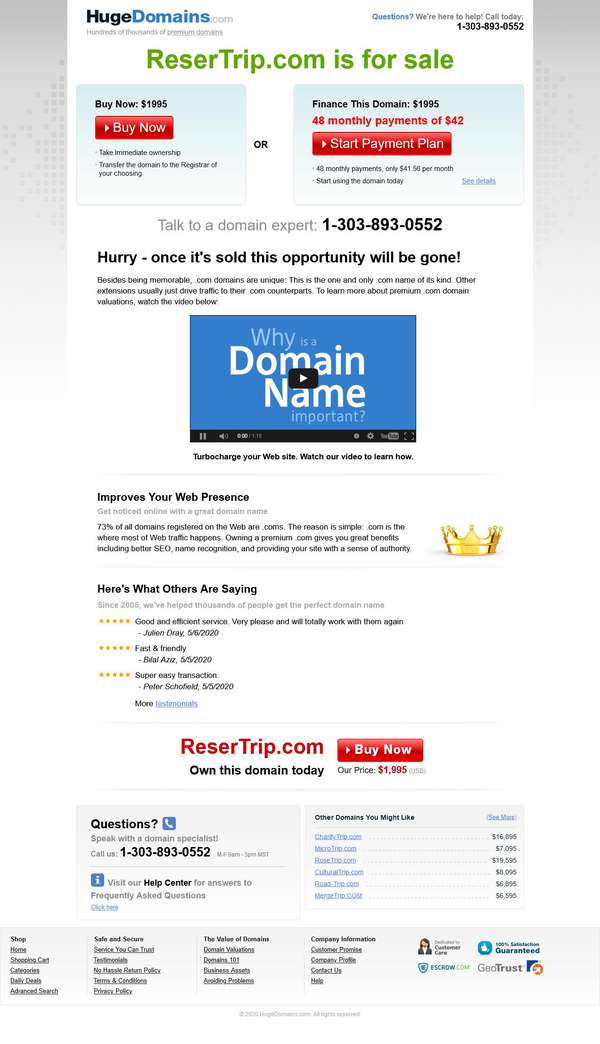 HugeDomains.com
Hundreds of thousands of premium domains
Questions? We're here to help! Call today:
1-303-893-0552
ReserTrip.com is for sale
Buy Now: $1995
Buy Now
Take Immediate ownership
Transfer the domain to the Registrar of
your choosing
OR
Finance This Domain: $1995
48 monthly payments of $42
Start Payment Plan
48 monthly payments, only $41.56 per month
Start using the domain today
See details
Talk to a domain expert: 1-303-893-0552
Hurry - once it's sold this opportunity will be gone!
Besides being memorable, .com domains are unique: This is the one and only .com name of its kind. Other
extensions usually just drive traffic to their .com counterparts. To learn more about premium .com domain
valuations, watch the video below:
Why is a
Domain
Name
important?
0:00 / 1:15
YouTube
Turbocharge your Web site. Watch our video to learn how.
Improves Your Web Presence
Get noticed online with a great domain name
73% of all domains registered on the Web are .coms. The reason is simple: .com is the
where most of Web traffic happens. Owning a premium .com gives you great benefits
including better SEO, name recognition, and providing your site with a sense of authority.
Here's What Others Are Saying
Since 2005, we've helped thousands of people get the perfect domain name
Good and efficient service. Very please and will totally work with them again
- Julien Dray, 5/6/2020
Fast & friendly
- Bilal Aziz, 5/5/2020
Super easy transaction.
- Peter Schofield, 5/5/2020
More testimonials
ReserTrip.com
Own this domain today
Buy Now
Our Price: $1,995 (USD)
Questions?
Speak with a domain specialist!
Call us: 1-303-893-0552 M-F 9am - 5pm MST
Visit our Help Center for answers to
Frequently Asked Questions
Click here
Other Domains You Might Like
(See More)
CharityTrip.com $16,895
MicroTrip.com $7,095
RoseTrip.com $19,595
CulturalTrip.com $8,095
Road-Trip.com $6,895
MergeTrip.COM $6,595
Shop
Home
Shopping Cart
Categories
Daily Deals
Advanced Search
Safe and Secure
Service You Can Trust
Testimonials
No Hassle Return Policy
Terms & Conditions
Privacy Policy
The Value of Domains
Domain Valuations
Domains 101
Business Assets
Avoiding Problems
Company Information
Customer Promise
Company Profile
Contact Us
Help
Dedicated to
Customer
Care
100% Satisfaction
Guaranteed
ESCROW.COM
GeoTrust
© 2020 HugeDomains.com. All rights reserved.